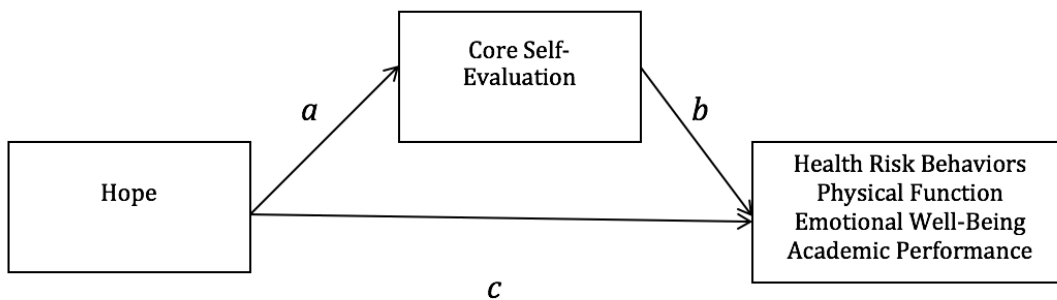 Core Self-
Evaluation
a
b
Hope
Health Risk Behaviors
Physical Function
Emotional Well-Being
Academic Performance
c